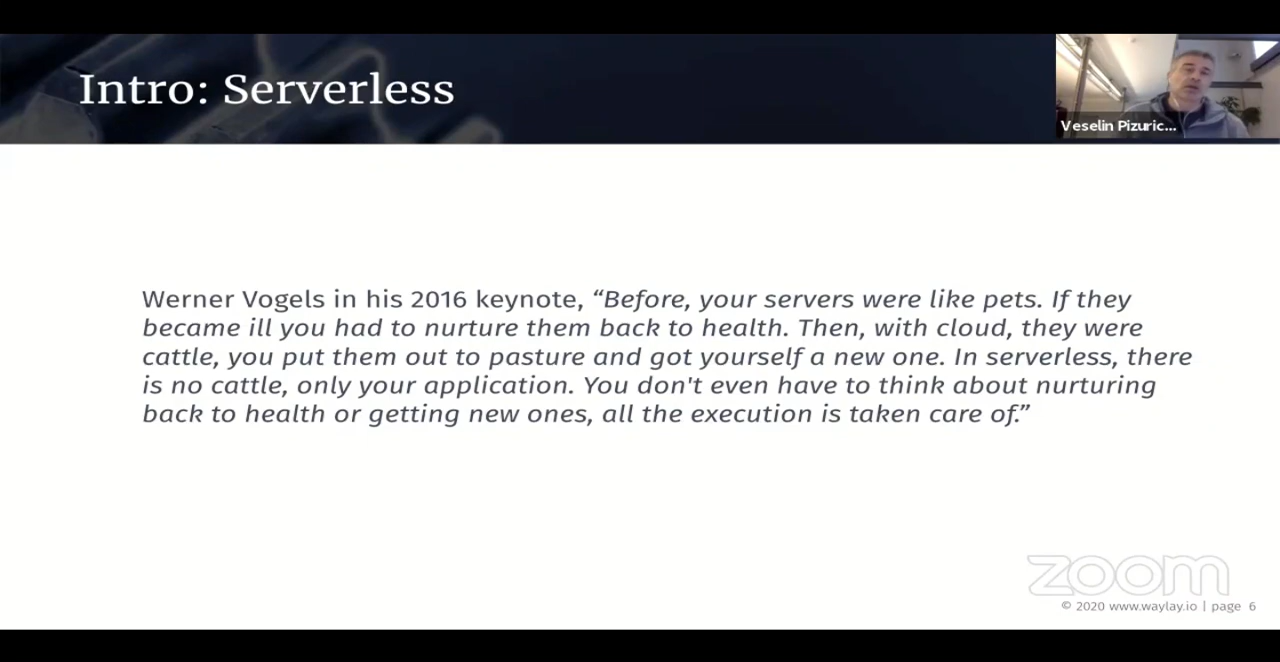 Intro: Serverless
Veselin Pizuric...
Werner Vogels in his 2016 keynote, “Before, your servers were like pets. If they
became ill you had to nurture them back to health. Then, with cloud, they were
cattle, you put them out to pasture and got yourself a new one. In serverless, there
is no cattle, only your application. You don't even have to think about nurturing
back to health or getting new ones, all the execution is taken care of.”
zoom
© 2020 www.waylay.io | page 6